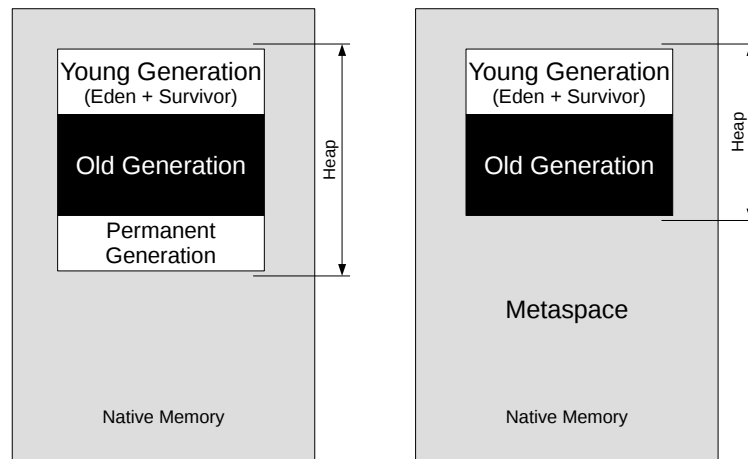 Young Generation
(Eden + Survivor)
Old Generation
Permanent
Generation
Heap
Native Memory
Young Generation
(Eden + Survivor)
Old Generation
Heap
Metaspace
Native Memory